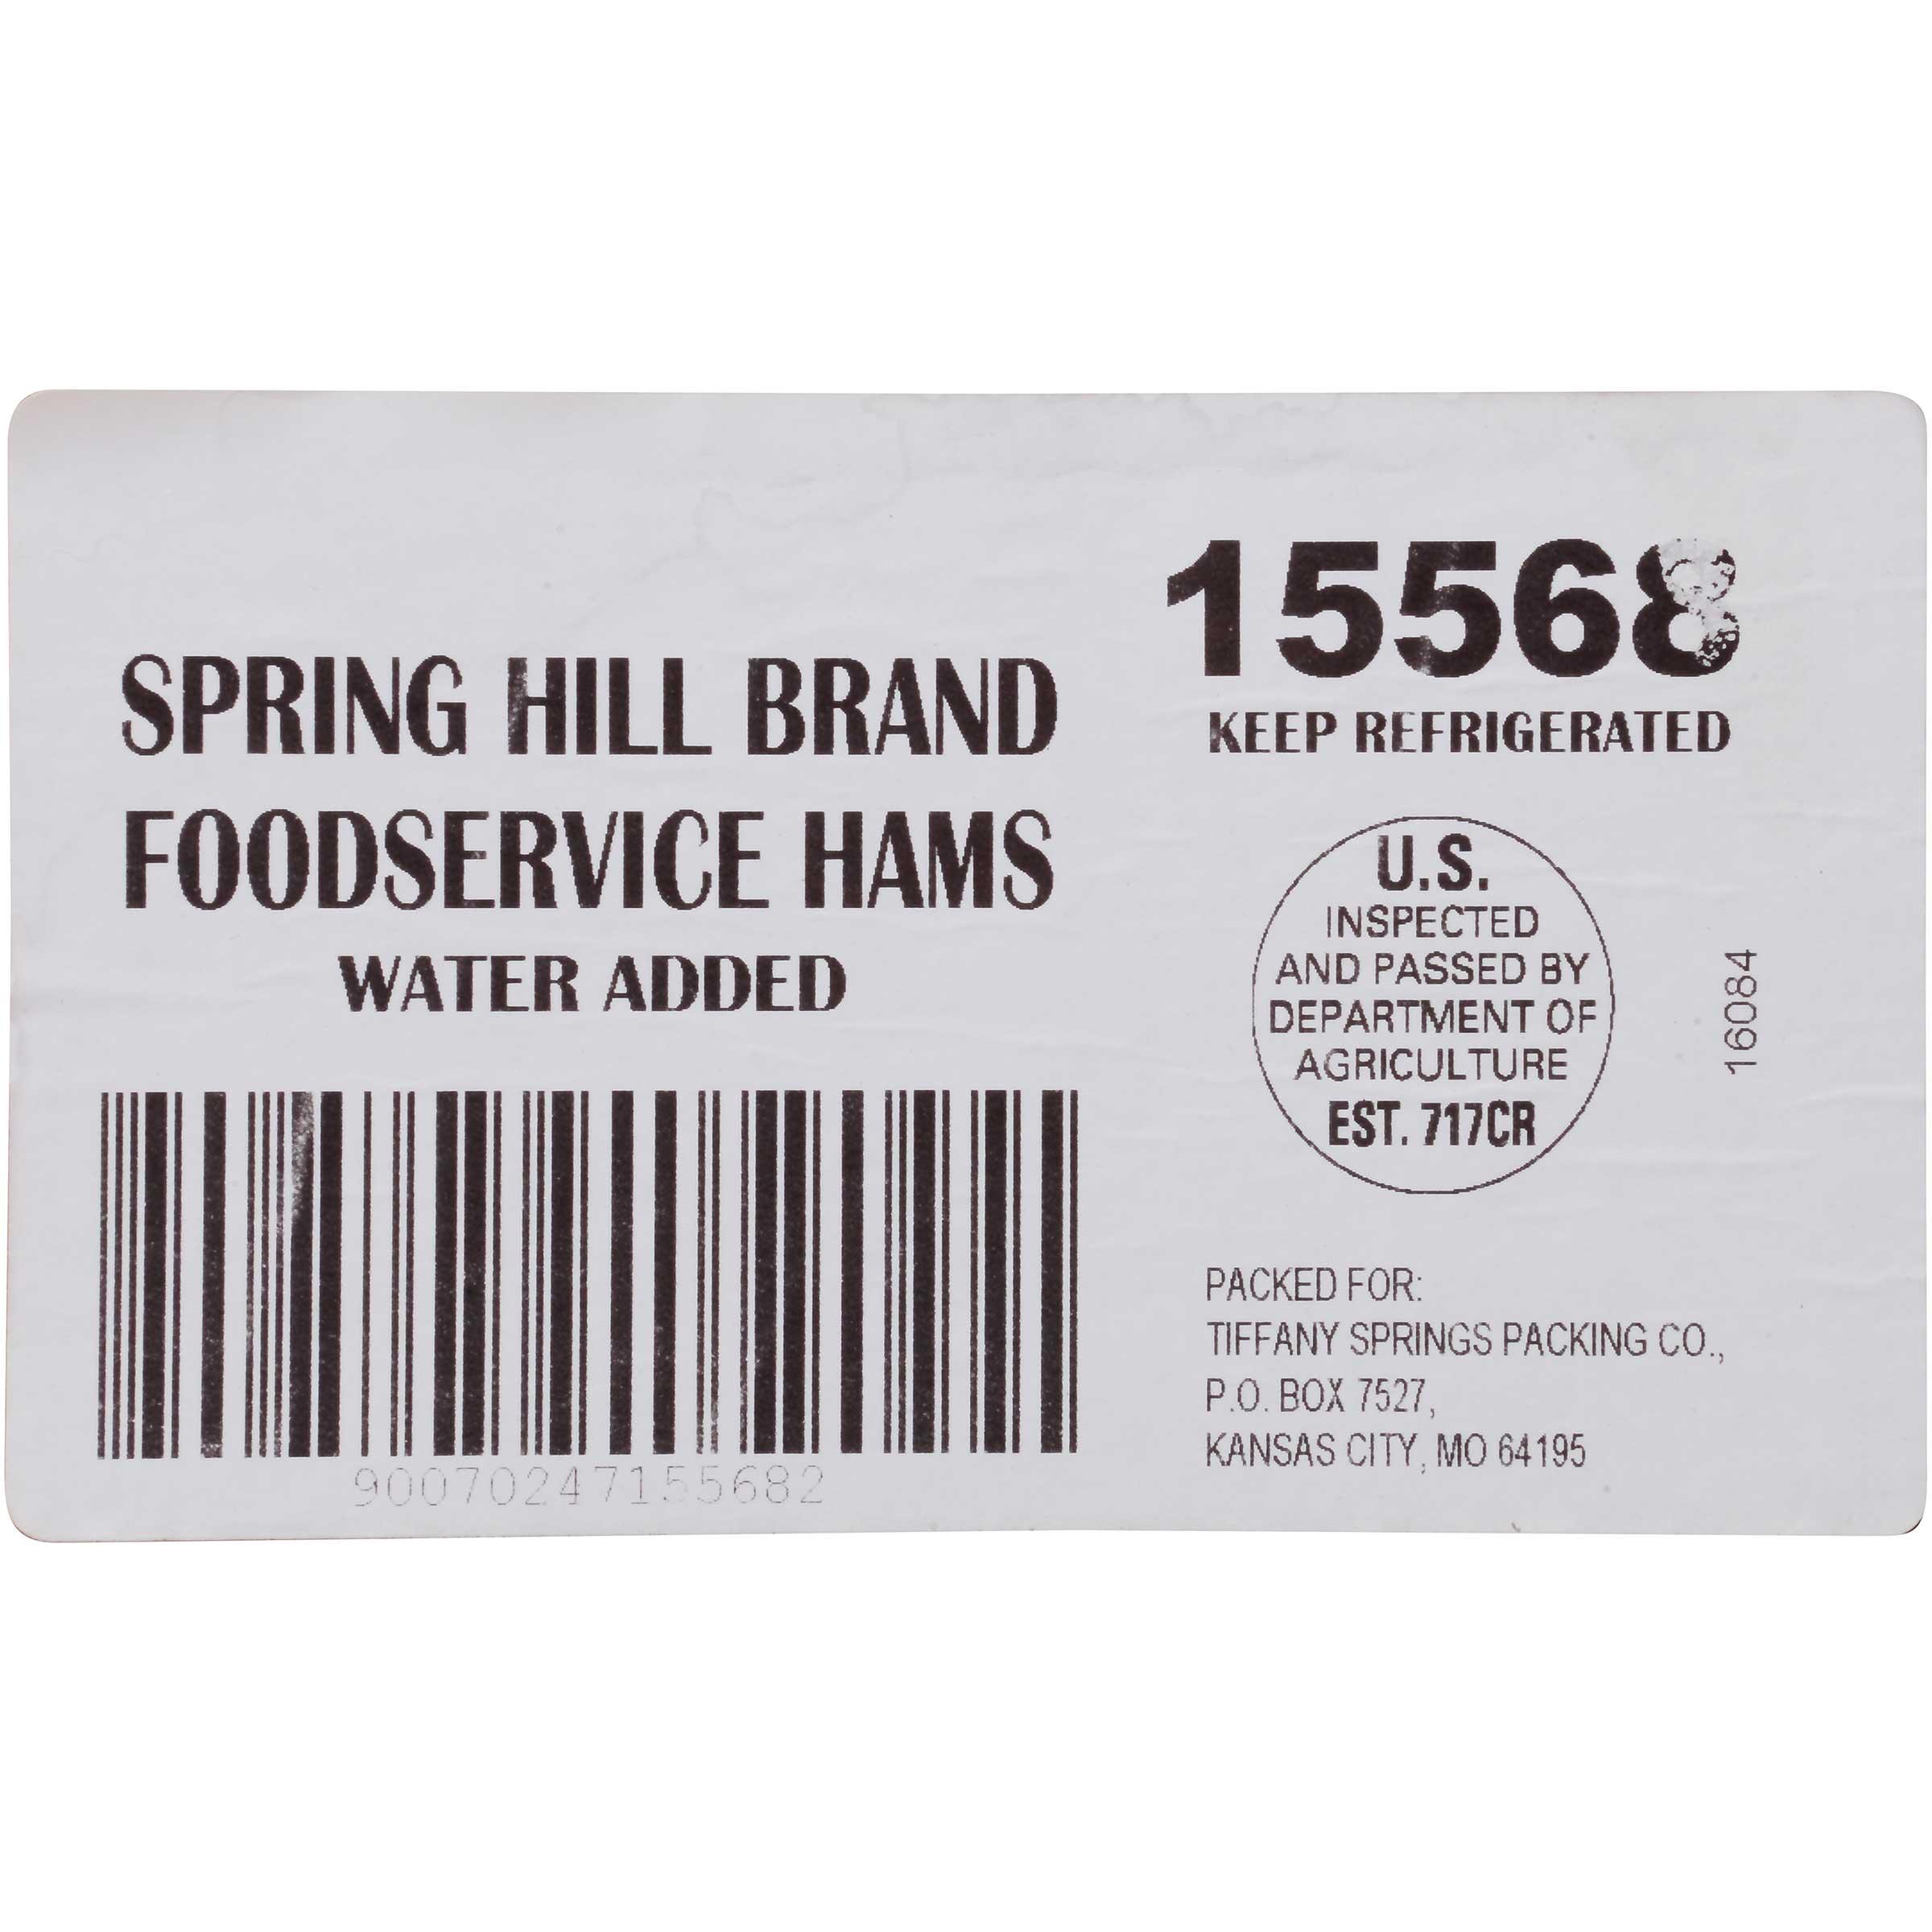 SPRING HILL BRAND
FOODSERVICE HAMS
WATER ADDED
90070247155682
15568
KEEP REFRIGERATED
U.S.
INSPECTED
AND PASSED BY
DEPARTMENT OF
AGRICULTURE
EST. 717CR
16084
PACKED FOR:
TIFFANY SPRINGS PACKING CO.,
P.O. BOX 7527,
KANSAS CITY, MO 64195